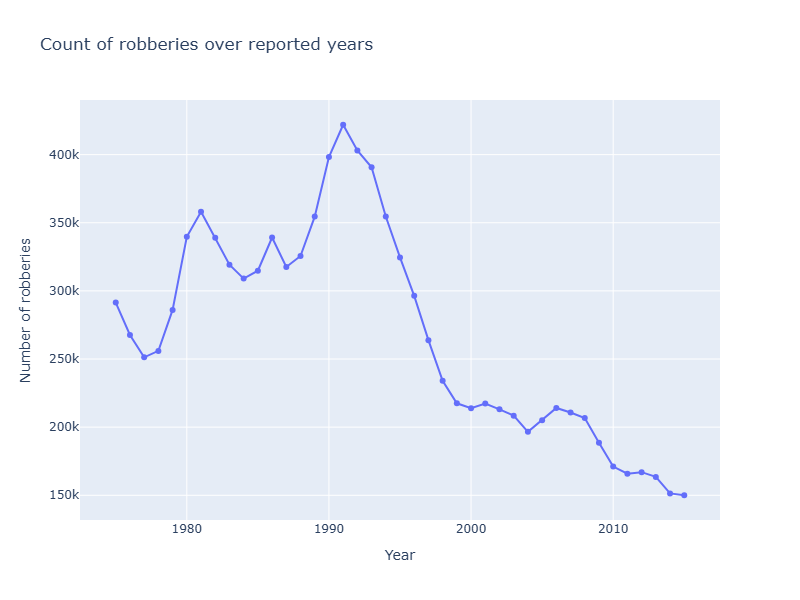 Count of robberies over reported years
400k
350k
300k
250k
200k
150k
Number of robberies
1980 1990 2000 2010
Year